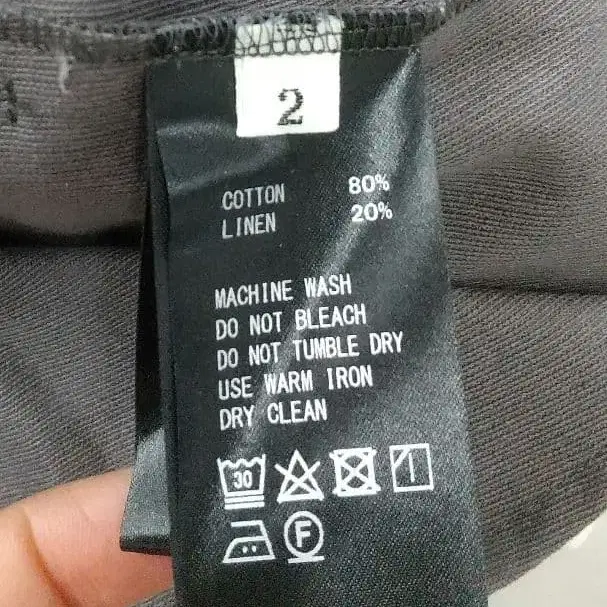 2
COTTON 80%
LINEN 20%
MACHINE WASH
DO NOT BLEACH
DO NOT TUMBLE DRY
USE WARM IRON
DRY CLEAN
30
F